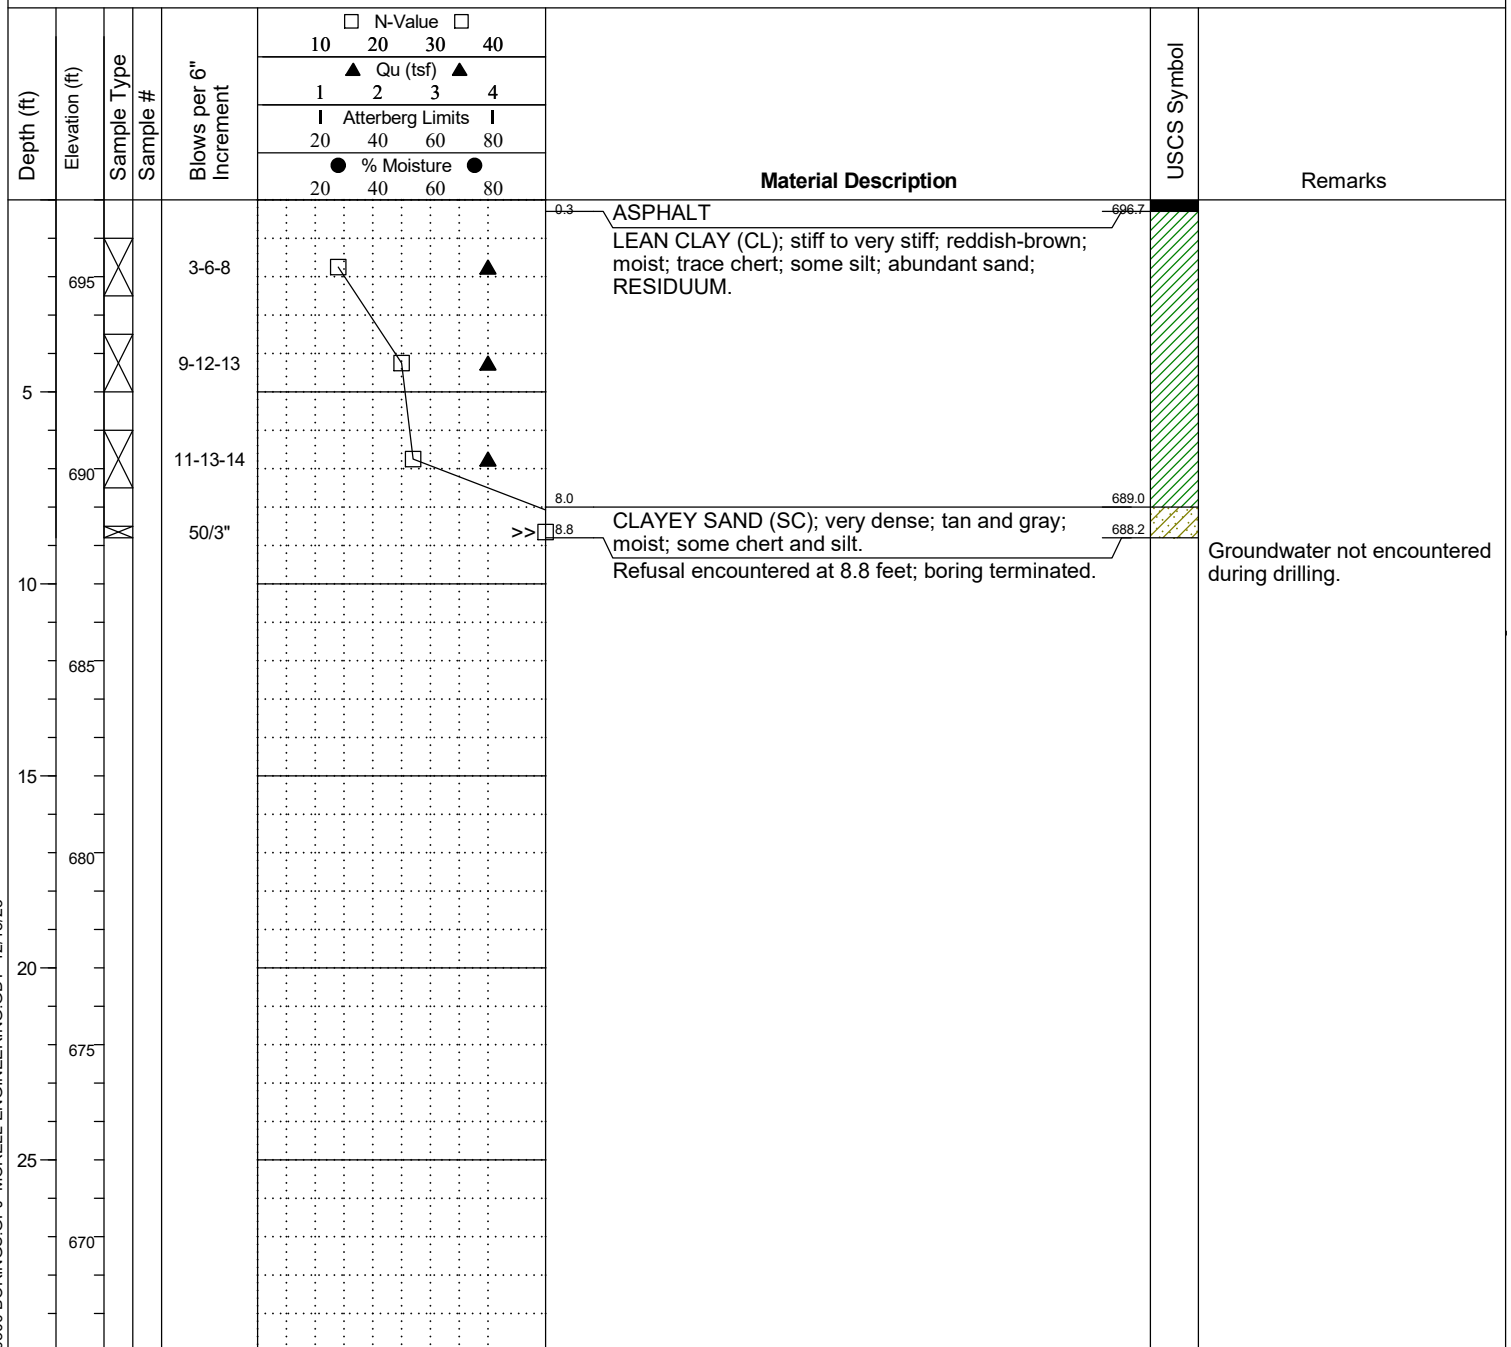 Depth (ft)
Elevation (ft)
Sample Type
Sample #
Blows per 6"
Increment
N-Value
10 20 30 40
Qu (tsf)
1 2 3 4
Atterberg Limits
20 40 60 80
% Moisture
20 40 60 80
Material Description
USCS Symbol
Remarks
0.3 ASPHALT 696.7
LEAN CLAY (CL); stiff to very stiff; reddish-brown;
moist; trace chert; some silt; abundant sand;
RESIDUUM.
3-6-8
695
9-12-13
5
11-13-14
690
8.0 689.0
CLAYEY SAND (SC); very dense; tan and gray;
moist; some chert and silt.
50/3"
>> 8.8 688.2
Refusal encountered at 8.8 feet; boring terminated.
Groundwater not encountered
during drilling.
10
685
15
680
20
675
25
670